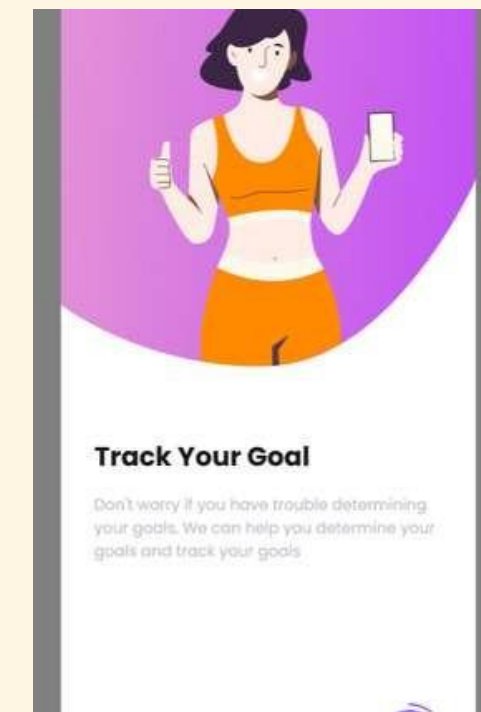 Track Your Goal
Don't worry if you have trouble determining
your goals, We can help you determine your
goals and track your goals